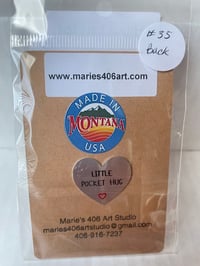 # 35
Back
www.maries406art.com
MADE IN
MONTANA
USA
LITTLE
POCKET HUG
Marie's 406 Art Studio
maries406artstudio@gmail.com
406-916-7237